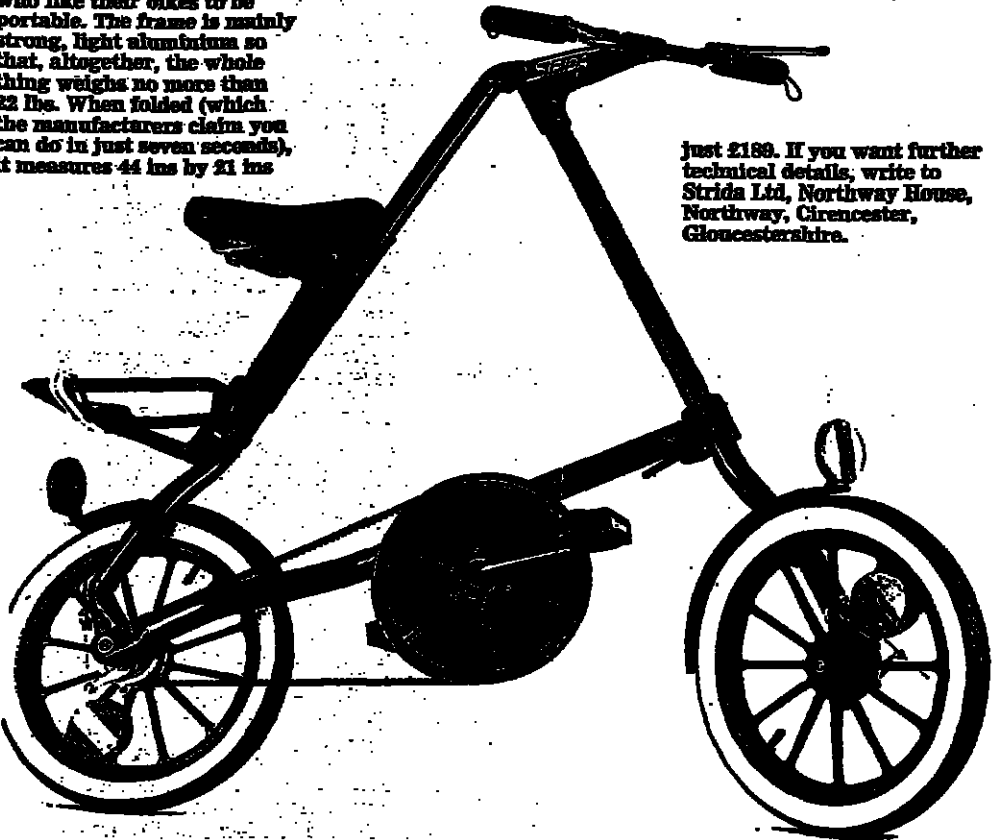 who like their bikes to be
portable. The frame is mainly
strong, light aluminium so
that, altogether, the whole
thing weighs no more than
22 lbs. When folded (which
the manufacturers claim you
can do in just seven seconds),
it measures 44 ins by 21 ins
just £189. If you want further
technical details, write to
Strida Ltd, Northway House,
Northway, Cirencester,
Gloucestershire.
STRIDA